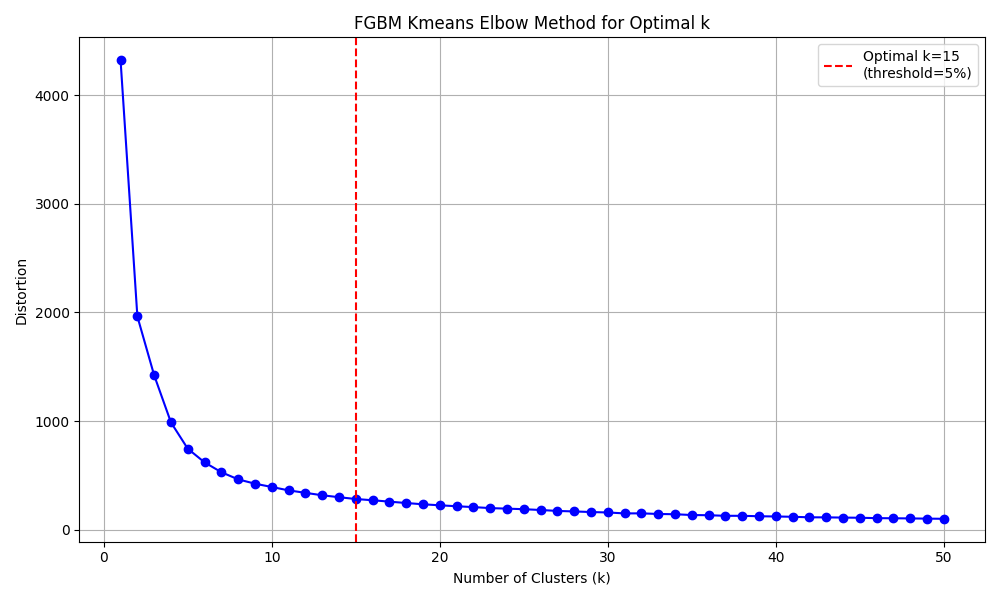 FGBM Kmeans Elbow Method for Optimal k
Optimal k=15
(threshold=5%)
4000
3000
2000
1000
0
Distortion
0 10 20 30 40 50
Number of Clusters (k)